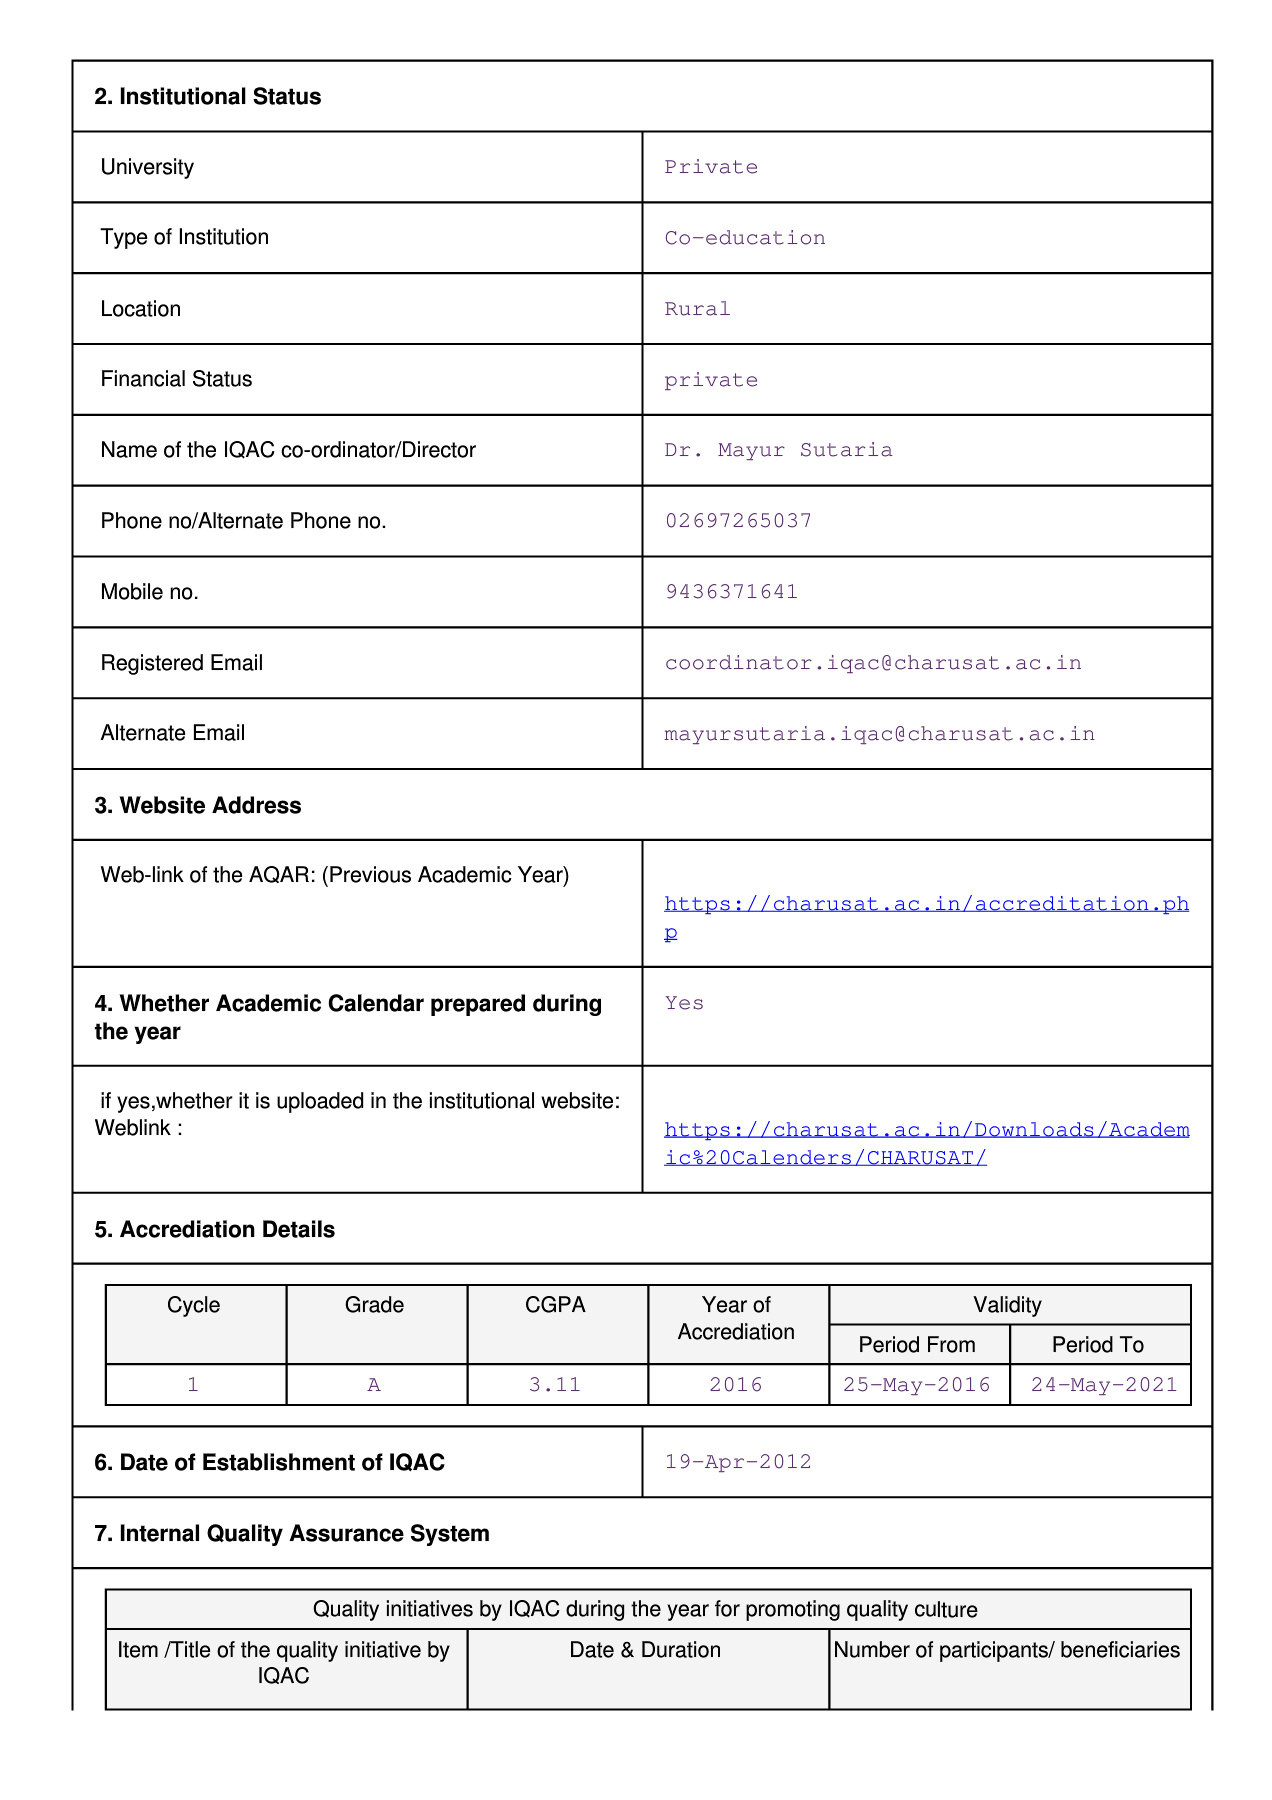 2. Institutional Status
University
Private
Type of Institution
Co-education
Location
Rural
Financial Status
private
Name of the IQAC co-ordinator/Director
Dr. Mayur Sutaria
Phone no/Alternate Phone no.
02697265037
Mobile no.
9436371641
Registered Email
coordinator.iqac@charusat.ac.in
Alternate Email
mayursutaria.iqac@charusat.ac.in
3. Website Address
Web-link of the AQAR: (Previous Academic Year)
https://charusat.ac.in/accreditation.ph
p
4. Whether Academic Calendar prepared during
the year
Yes
if yes,whether it is uploaded in the institutional website:
Weblink :
https://charusat.ac.in/Downloads/Academ
ic%20Calenders/CHARUSAT/
5. Accrediation Details
Cycle
Grade
CGPA
Year of
Accrediation
Validity
Period From
Period To
1
A
3.11
2016
25-May-2016
24-May-2021
6. Date of Establishment of IQAC
19-Apr-2012
7. Internal Quality Assurance System
Quality initiatives by IQAC during the year for promoting quality culture
Item /Title of the quality initiative by
IQAC
Date & Duration
Number of participants/ beneficiaries